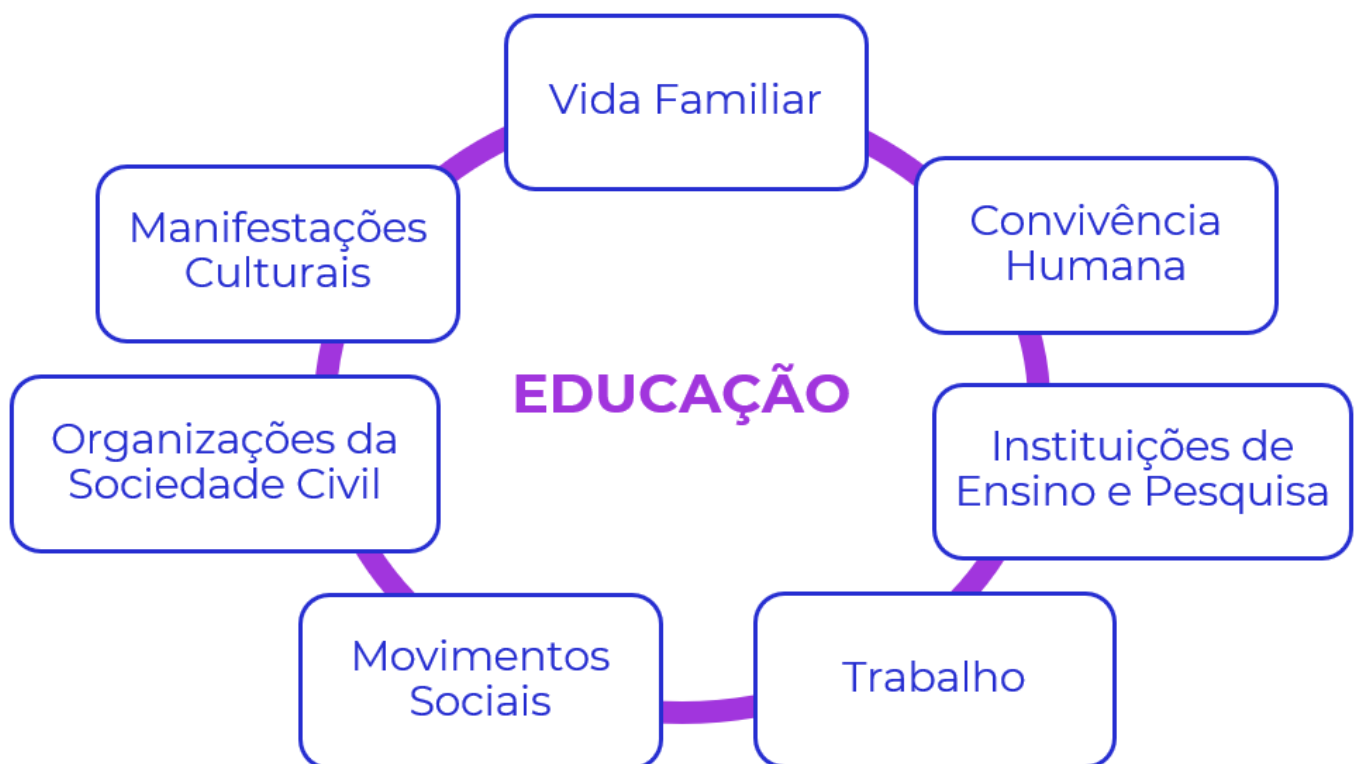 Vida Familiar
Convivência
Humana
Instituições de
Ensino e Pesquisa
Trabalho
Movimentos
Sociais
Organizações da
Sociedade Civil
Manifestações
Culturais
EDUCAÇÃO